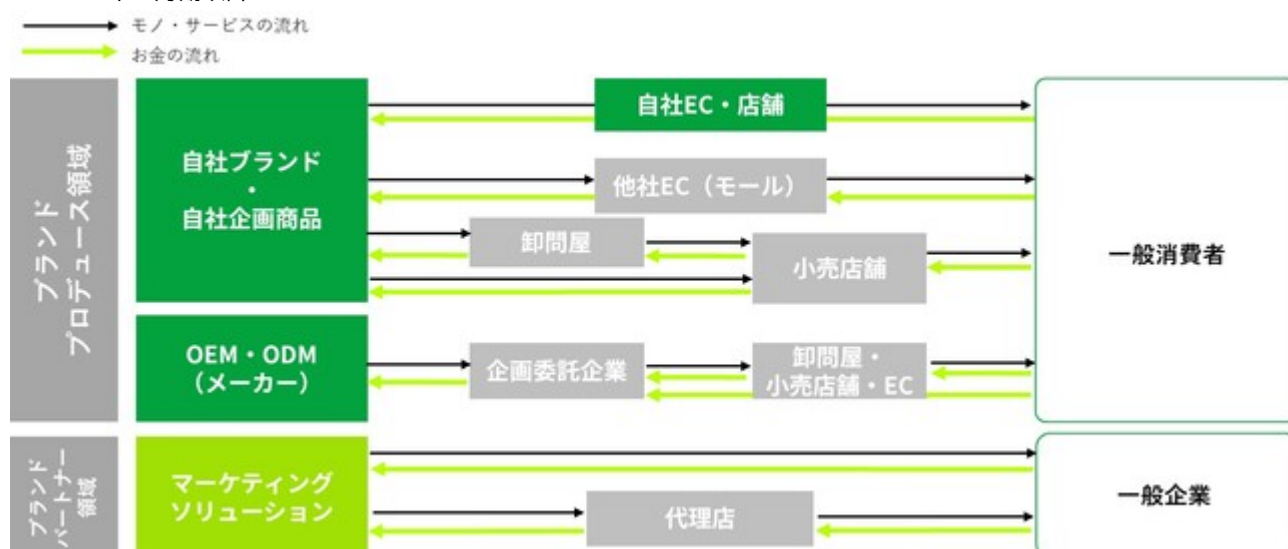 モノ・サービスの流れ
お金の流れ
ブランド
プロデュース領域
自社ブランド
・
自社企画商品
自社EC・店舗
他社EC（モール）
卸問屋
小売店舗
一般消費者
OEM・ODM
（メーカー）
企画委託企業
卸問屋・
小売店舗・EC
ブランド
パートナー
領域
マーケティング
ソリューション
代理店
一般企業